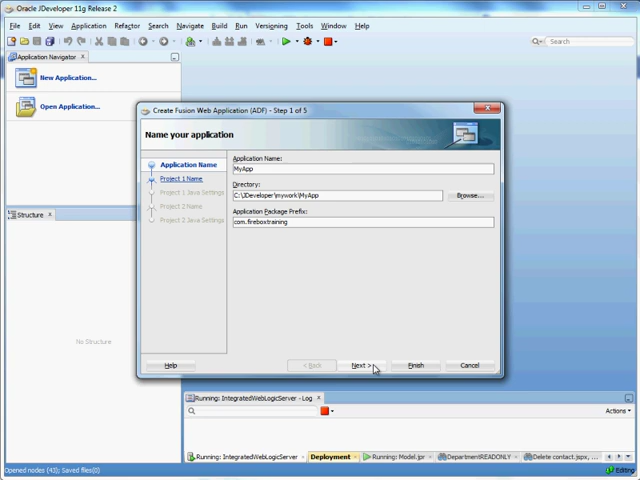 Oracle JDeveloper 11g Release 2
File Edit View Application Refactor Search Navigate Build Run Versioning Tools Window Help
Search
Application Navigator
New Application...
Open Application...
Create Fusion Web Application (ADF) - Step 1 of 5
Name your application
Application Name
Project 1 Name
Project 1 Java Settings
Project 2 Name
Project 2 Java Settings
Application Name:
MyApp
Directory:
C:\JDeveloper\mywork\MyApp
Browse...
Application Package Prefix:
com.fireboxtraining
Help
< Back
Next >
Finish
Cancel
Structure
No Structure
Running: IntegratedWebLogicServer - Log
Actions
Running: IntegratedWebLogicServer
Deployment
Running: Model.jpr
DepartmentREADONLY
Delete contact.jspx, ...
Opened nodes (43); Saved files(0)
Editing